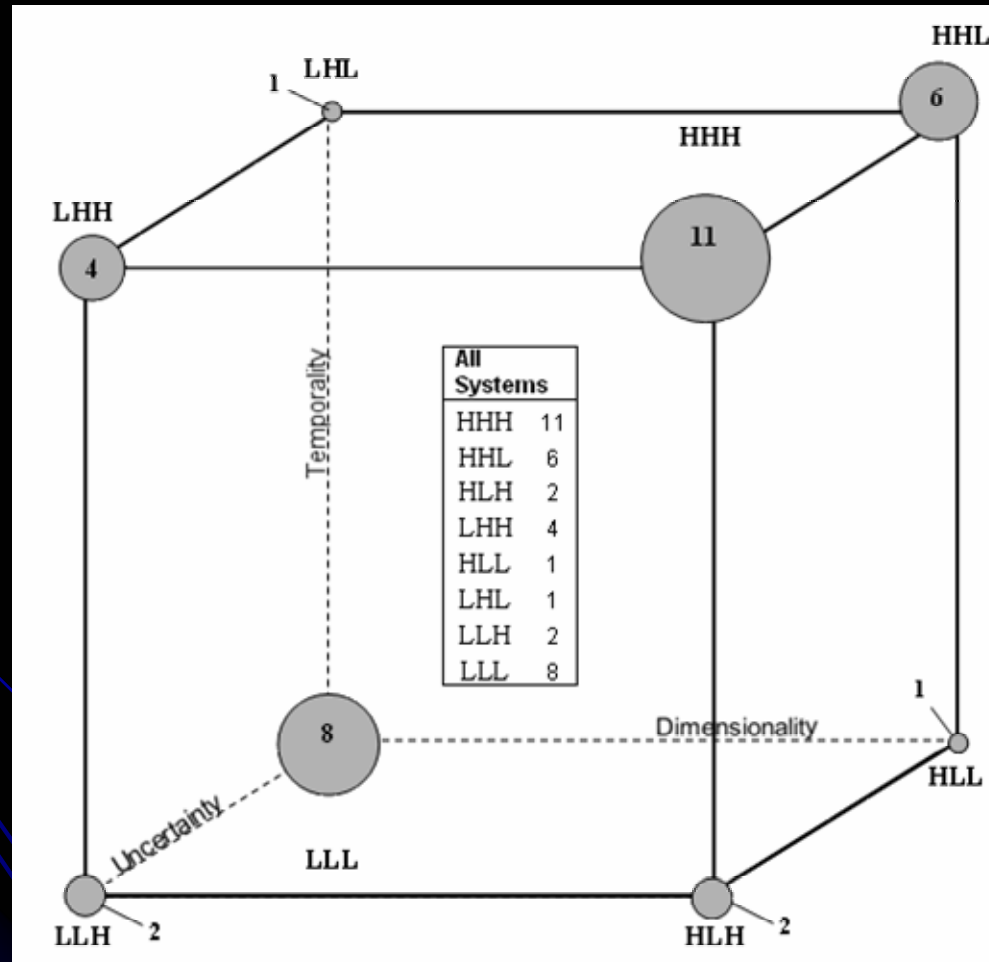 HHL
LHL
1
6
HHH
LHH
11
4
Temporality
All
Systems
HHH 11
HHL 6
HLH 2
LHH 4
HLL 1
LHL 1
LLH 2
LLL 8
1
8
Dimensionality
HLL
Uncertainty
LLL
2
2
LLH
HLH